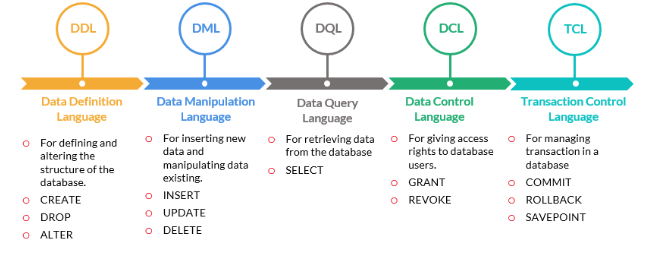 DDL
DML
DQL
DCL
TCL
Data Definition
Language
For defining and
altering the
structure of the
database.
CREATE
DROP
ALTER
Data Manipulation
Language
For inserting new
data and
manipulating data
existing.
INSERT
UPDATE
DELETE
Data Query
Language
For retrieving data
from the database
SELECT
Data Control
Language
For giving access
rights to database
users.
GRANT
REVOKE
Transaction Control
Language
For managing
transaction in a
database
COMMIT
ROLLBACK
SAVEPOINT